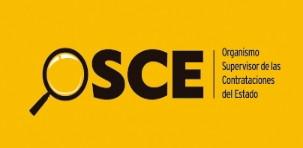 OSCE
Organismo
Supervisor de las
Contrataciones
del Estado